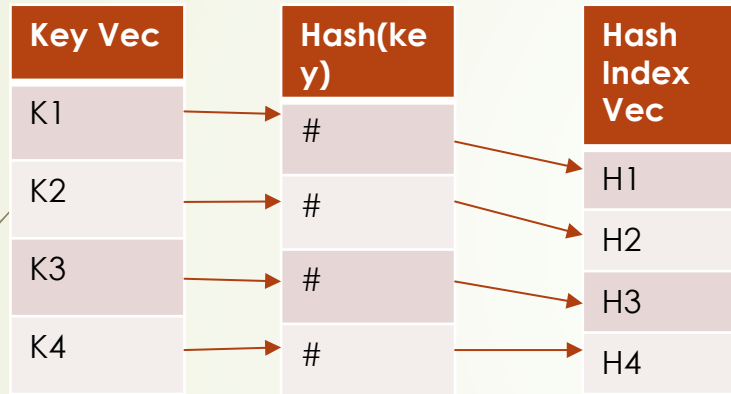 Key Vec
K1
K2
K3
K4
Hash(ke
y)
#
#
#
#
Hash
Index
Vec
H1
H2
H3
H4